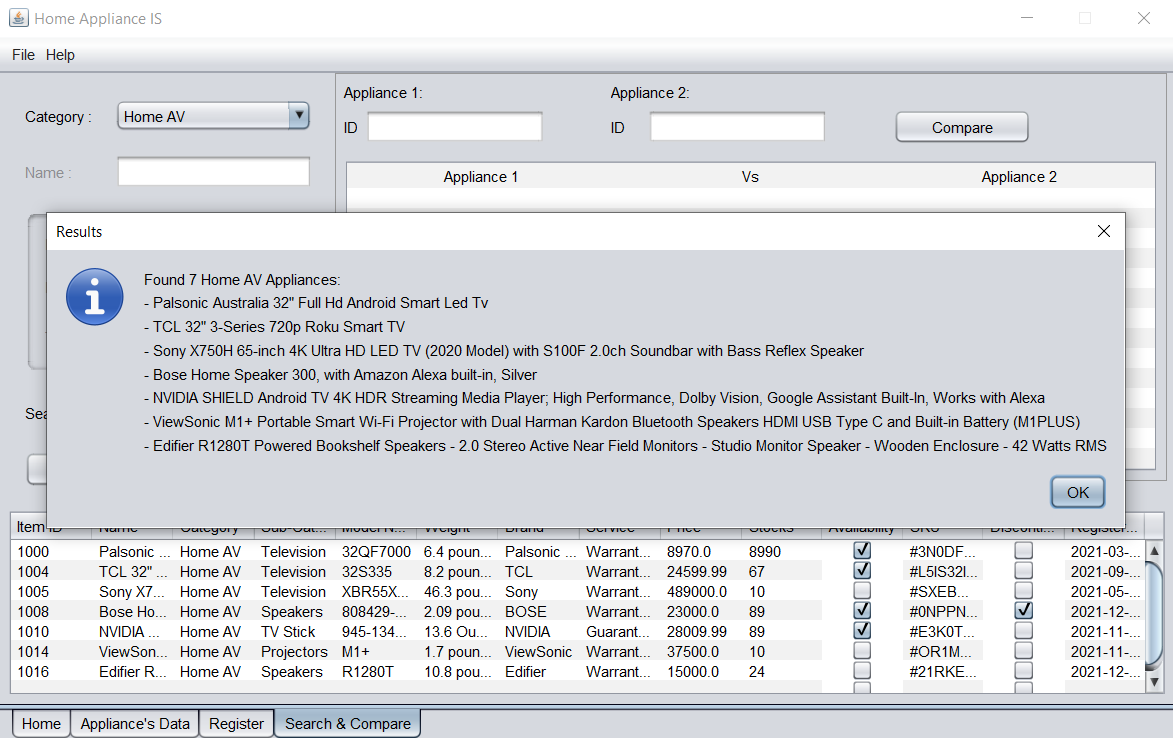 Home Appliance IS
File Help
Category : Home AV
Name :
Appliance 1:
Appliance 2:
ID
ID
Compare
Appliance 1 Vs Appliance 2
Results
Found 7 Home AV Appliances:
- Palsonic Australia 32" Full Hd Android Smart Led Tv
- TCL 32" 3-Series 720p Roku Smart TV
- Sony X750H 65-inch 4K Ultra HD LED TV (2020 Model) with S100F 2.0ch Soundbar with Bass Reflex Speaker
- Bose Home Speaker 300, with Amazon Alexa built-in, Silver
- NVIDIA SHIELD Android TV 4K HDR Streaming Media Player; High Performance, Dolby Vision, Google Assistant Built-In, Works with Alexa
- ViewSonic M1+ Portable Smart Wi-Fi Projector with Dual Harman Kardon Bluetooth Speakers HDMI USB Type C and Built-in Battery (M1PLUS)
- Edifier R1280T Powered Bookshelf Speakers - 2.0 Stereo Active Near Field Monitors - Studio Monitor Speaker - Wooden Enclosure - 42 Watts RMS
OK
Item ID Name Category Sub-Cat... Model N... Weight Brand Service Price Stocks Availability SKU Disconti... Register...
1000 Palsonic ... Home AV Television 32QF7000 6.4 poun... Palsonic ... Warrant... 8970.0 8990 #3N0DF... 2021-03-...
1004 TCL 32" ... Home AV Television 32S335 8.2 poun... TCL Warrant... 24599.99 67 #L5IS32I... 2021-09-...
1005 Sony X7... Home AV Television XBR55X... 46.3 pou... Sony Warrant... 489000.0 10 #SXEB... 2021-05-...
1008 Bose Ho... Home AV Speakers 808429-... 2.09 pou... BOSE Warrant... 23000.0 89 #0NPPN... 2021-12-...
1010 NVIDIA ... Home AV TV Stick 945-134... 13.6 Ou... NVIDIA Guarant... 28009.99 89 #E3K0T... 2021-11-...
1014 ViewSon... Home AV Projectors M1+ 1.7 poun... ViewSonic Warrant... 37500.0 10 #OR1M... 2021-11-...
1016 Edifier R... Home AV Speakers R1280T 10.8 pou... Edifier Warrant... 15000.0 24 #21RKE... 2021-12-...
Home Appliance's Data Register Search & Compare